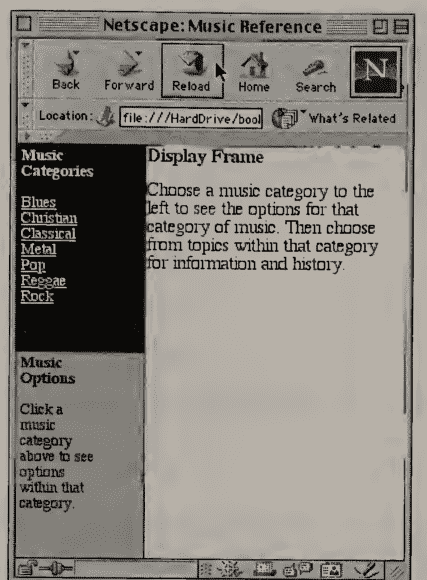 Netscape: Music Reference
Back Forward Reload Home Search N
Location: file:///HardDrive/bool What's Related
Music
Categories
Blues
Christian
Classical
Metal
Pop
Reggae
Rock
Display Frame
Choose a music category to the
left to see the options for that
category of music. Then choose
from topics within that category
for information and history.
Music
Options
Click a
music
category
above to see
options
within that
category.